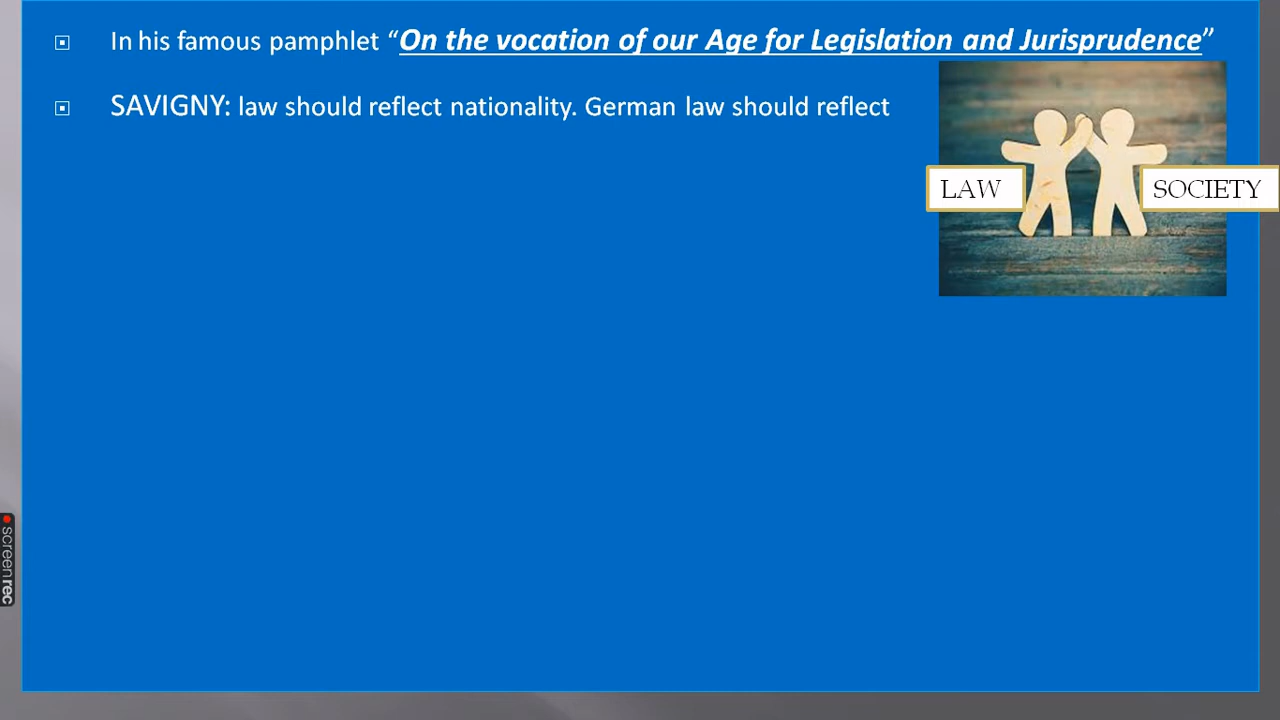 In his famous pamphlet “On the vocation of our Age for Legislation and Jurisprudence”
SAVIGNY: law should reflect nationality. German law should reflect
LAW
SOCIETY
screenrec